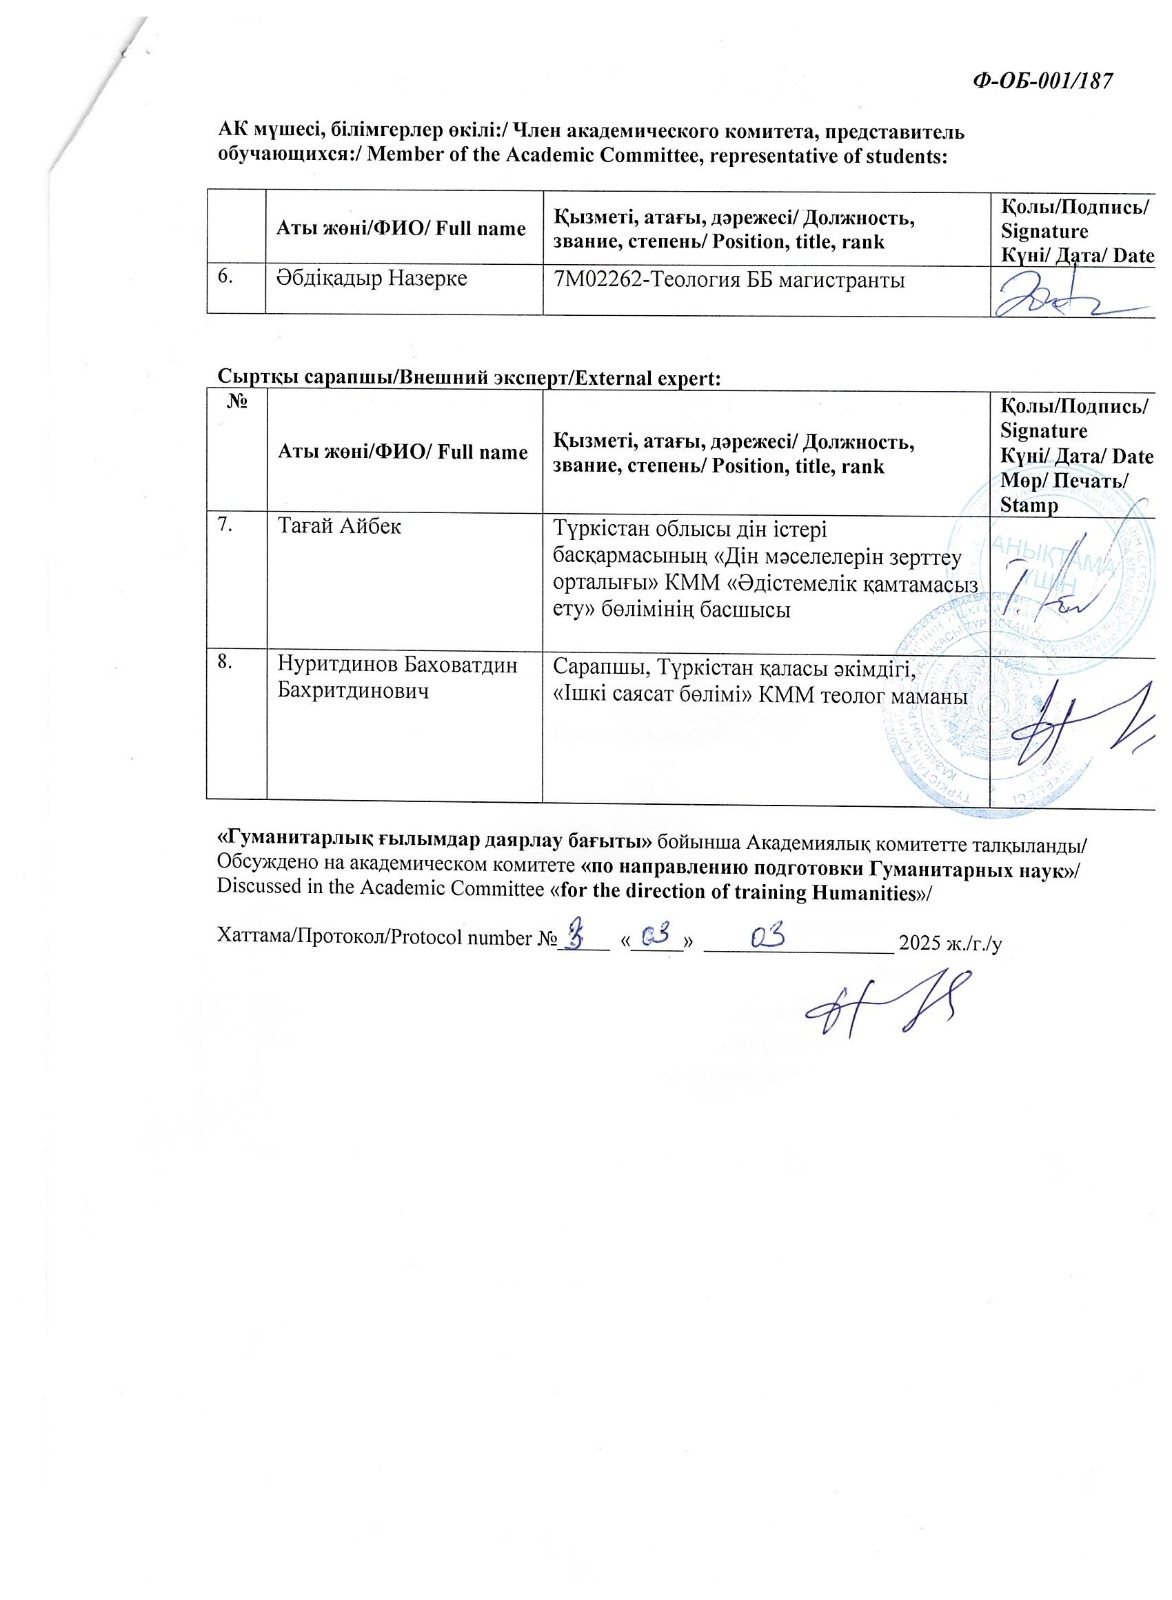 Ф-ОБ-001/187
АК мүшесі, білімгерлер өкілі:/ Член академического комитета, представитель
обучающихся:/ Member of the Academic Committee, representative of students:
Аты жөні/ФИО/ Full name
Қызметі, атағы, дәрежесі/ Должность,
звание, степень/ Position, title, rank
Қолы/Подпись/
Signature
Күні/ Дата/ Date
6.
Әбдіқадыр Назерке
7М02262-Теология ББ магистранты
Сыртқы сарапшы/Внешний эксперт/External expert:
№
Аты жөні/ФИО/ Full name
Қызметі, атағы, дәрежесі/ Должность,
звание, степень/ Position, title, rank
Қолы/Подпись/
Signature
Күні/ Дата/ Date
Мөр/ Печать/
Stamp
7.
Тағай Айбек
Түркістан облысы дін істері
басқармасының «Дін мәселелерін зерттеу
орталығы» КММ «Әдістемелік қамтамасыз
ету» бөлімінің басшысы
АНЫҚТАМА
ҮШІН
8.
Нуритдинов Баховатдин
Бахритдинович
Сарапшы, Түркістан қаласы әкімдігі,
«Ішкі саясат бөлімі» КММ теолог маманы
«Гуманитарлық ғылымдар даярлау бағыты» бойынша Академиялық комитетте талқыланды/
Обсуждено на академическом комитете «по направлению подготовки Гуманитарных наук»/
Discussed in the Academic Committee «for the direction of training Humanities»/
Хаттама/Протокол/Protocol number №3 «03» 03 2025 ж./г./y